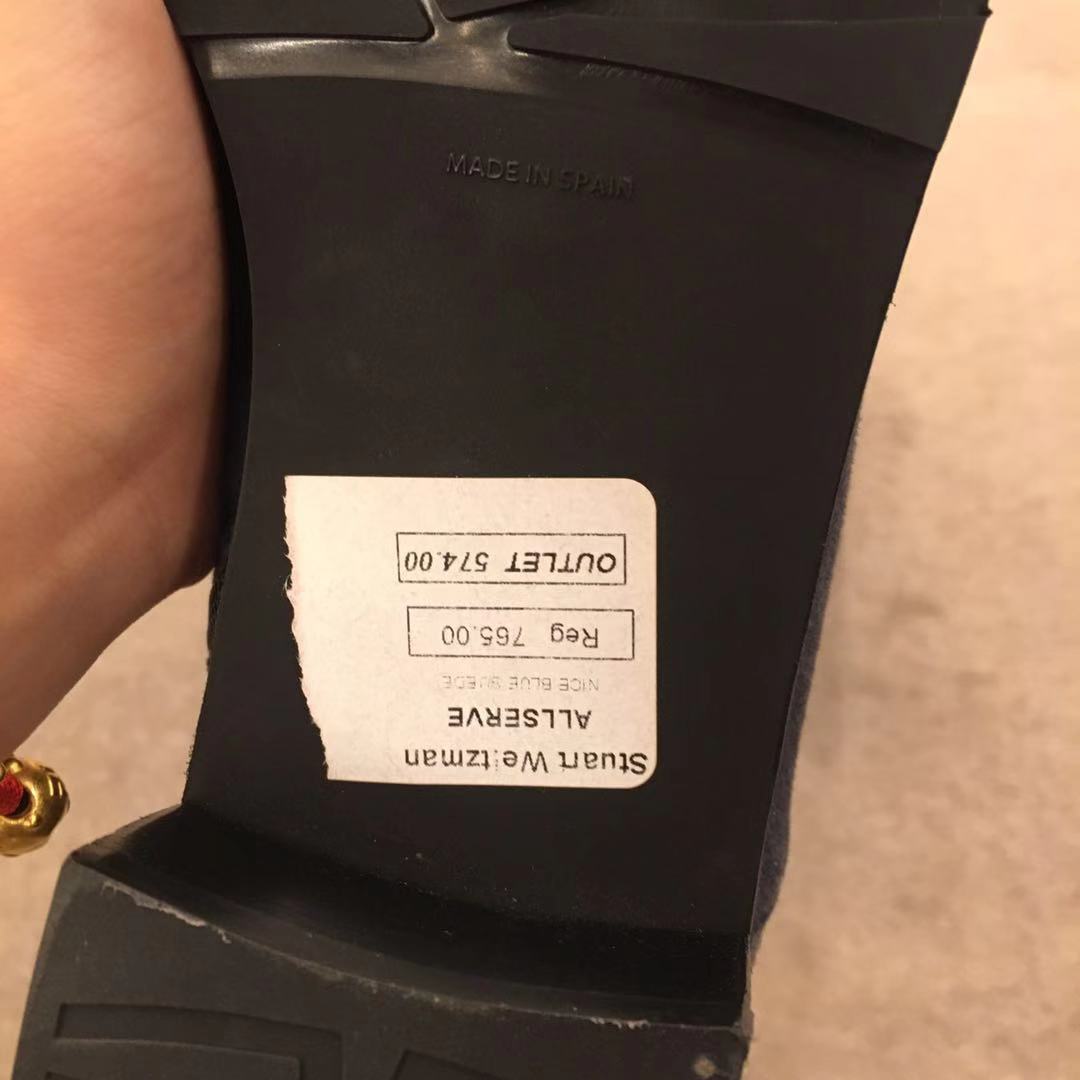 MADE IN SPAIN
Stuart Weitzman
ALLSERVE
NICE BLUE SUEDE
Reg 765.00
OUTLET 574.00